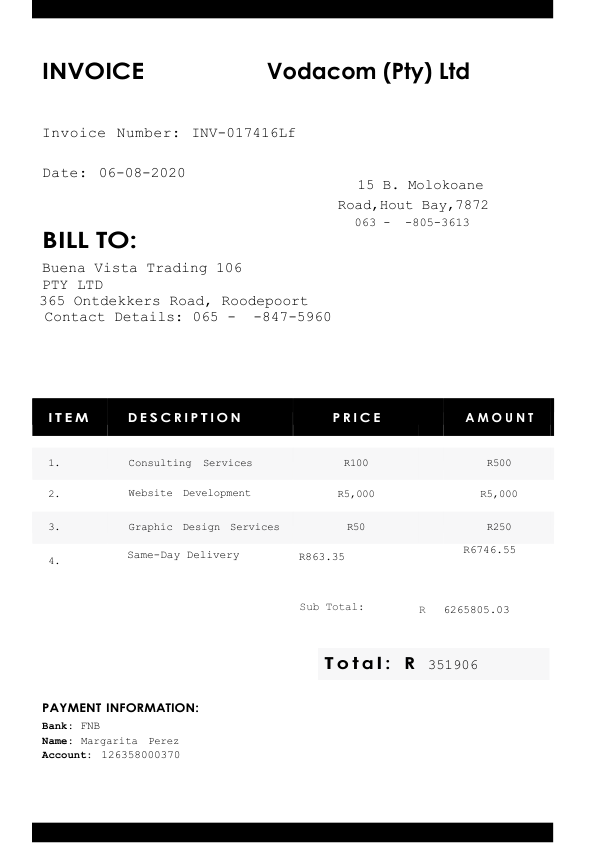 INVOICE Vodacom (Pty) Ltd
Invoice Number: INV-017416Lf
Date: 06-08-2020
15 B. Molokoane
Road,Hout Bay,7872
063 - -805-3613
BILL TO:
Buena Vista Trading 106
PTY LTD
365 Ontdekkers Road, Roodepoort
Contact Details: 065 - -847-5960
ITEM DESCRIPTION PRICE AMOUNT
1. Consulting Services R100 R500
2. Website Development R5,000 R5,000
3. Graphic Design Services R50 R250
4. Same-Day Delivery R863.35 R6746.55
Sub Total: R 6265805.03
Total: R 351906
PAYMENT INFORMATION:
Bank: FNB
Name: Margarita Perez
Account: 126358000370